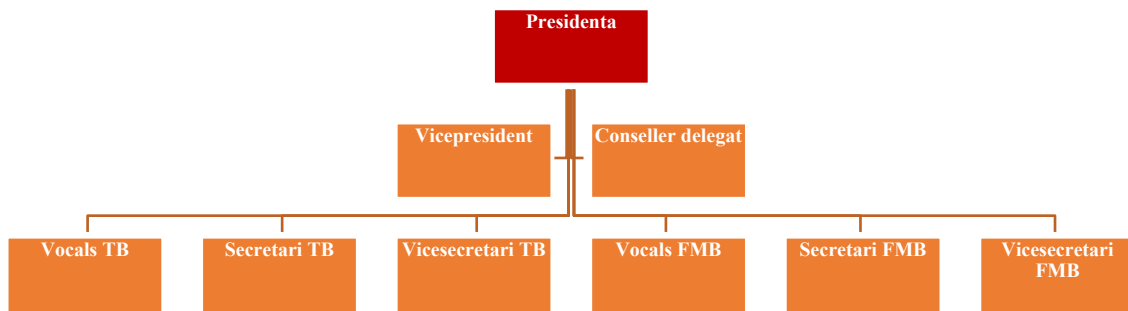 Presidenta
Vicepresident
Conseller delegat
Vocals TB
Secretari TB
Vicesecretari TB
Vocals FMB
Secretari FMB
Vicesecretari
FMB